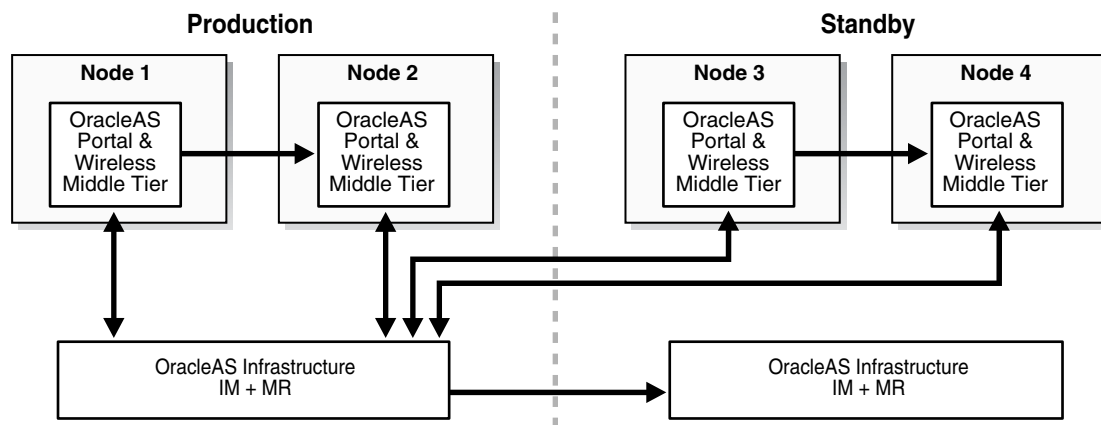 Production
Standby
Node 1
Node 2
Node 3
Node 4
OracleAS
Portal &
Wireless
Middle Tier
OracleAS
Portal &
Wireless
Middle Tier
OracleAS
Portal &
Wireless
Middle Tier
OracleAS
Portal &
Wireless
Middle Tier
OracleAS Infrastructure
IM + MR
OracleAS Infrastructure
IM + MR